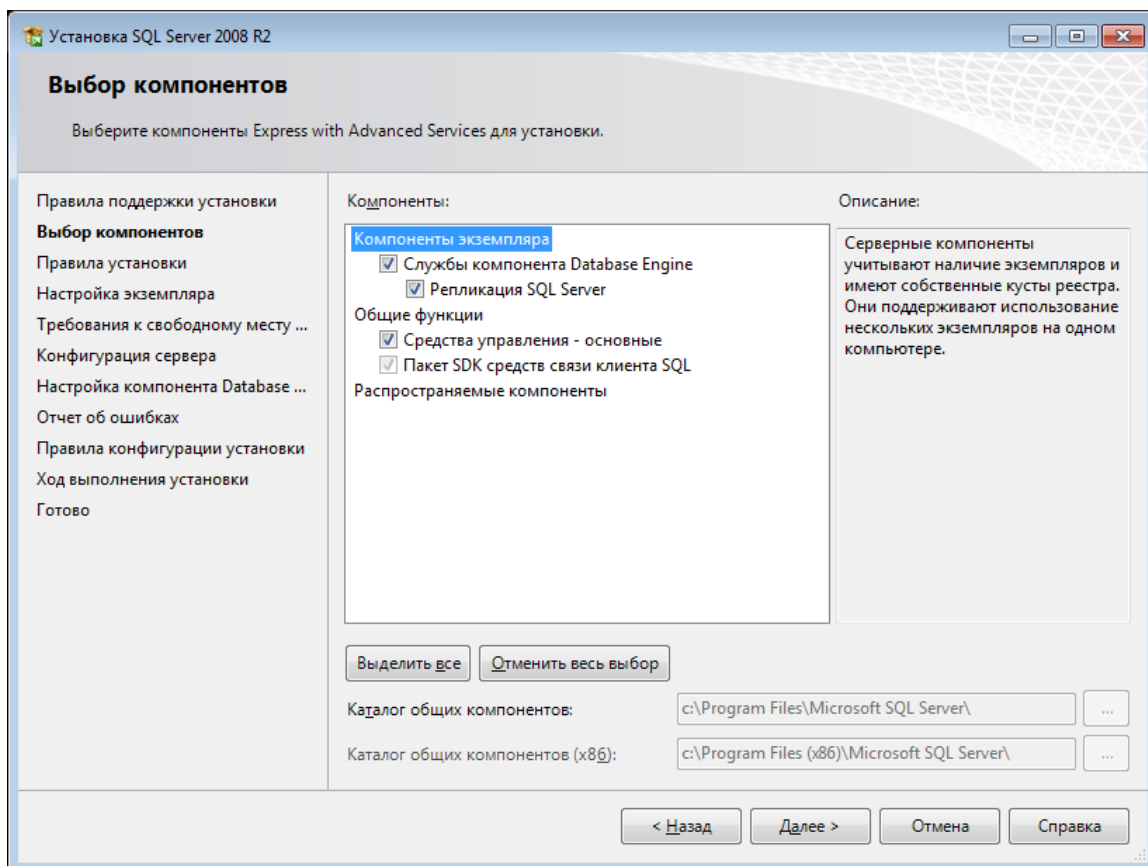 Установка SQL Server 2008 R2
Выбор компонентов
Выберите компоненты Express with Advanced Services для установки.
Правила поддержки установки
Выбор компонентов
Правила установки
Настройка экземпляра
Требования к свободному месту ...
Конфигурация сервера
Настройка компонента Database ...
Отчет об ошибках
Правила конфигурации установки
Ход выполнения установки
Готово
Компоненты:
Компоненты экземпляра
Службы компонента Database Engine
Репликация SQL Server
Общие функции
Средства управления - основные
Пакет SDK средств связи клиента SQL
Распространяемые компоненты
Описание:
Серверные компоненты
учитывают наличие экземпляров и
имеют собственные кусты реестра.
Они поддерживают использование
нескольких экземпляров на одном
компьютере.
Выделить все
Отменить весь выбор
Каталог общих компонентов:
c:\Program Files\Microsoft SQL Server\
...
Каталог общих компонентов (x86):
c:\Program Files (x86)\Microsoft SQL Server\
...
< Назад
Далее >
Отмена
Справка